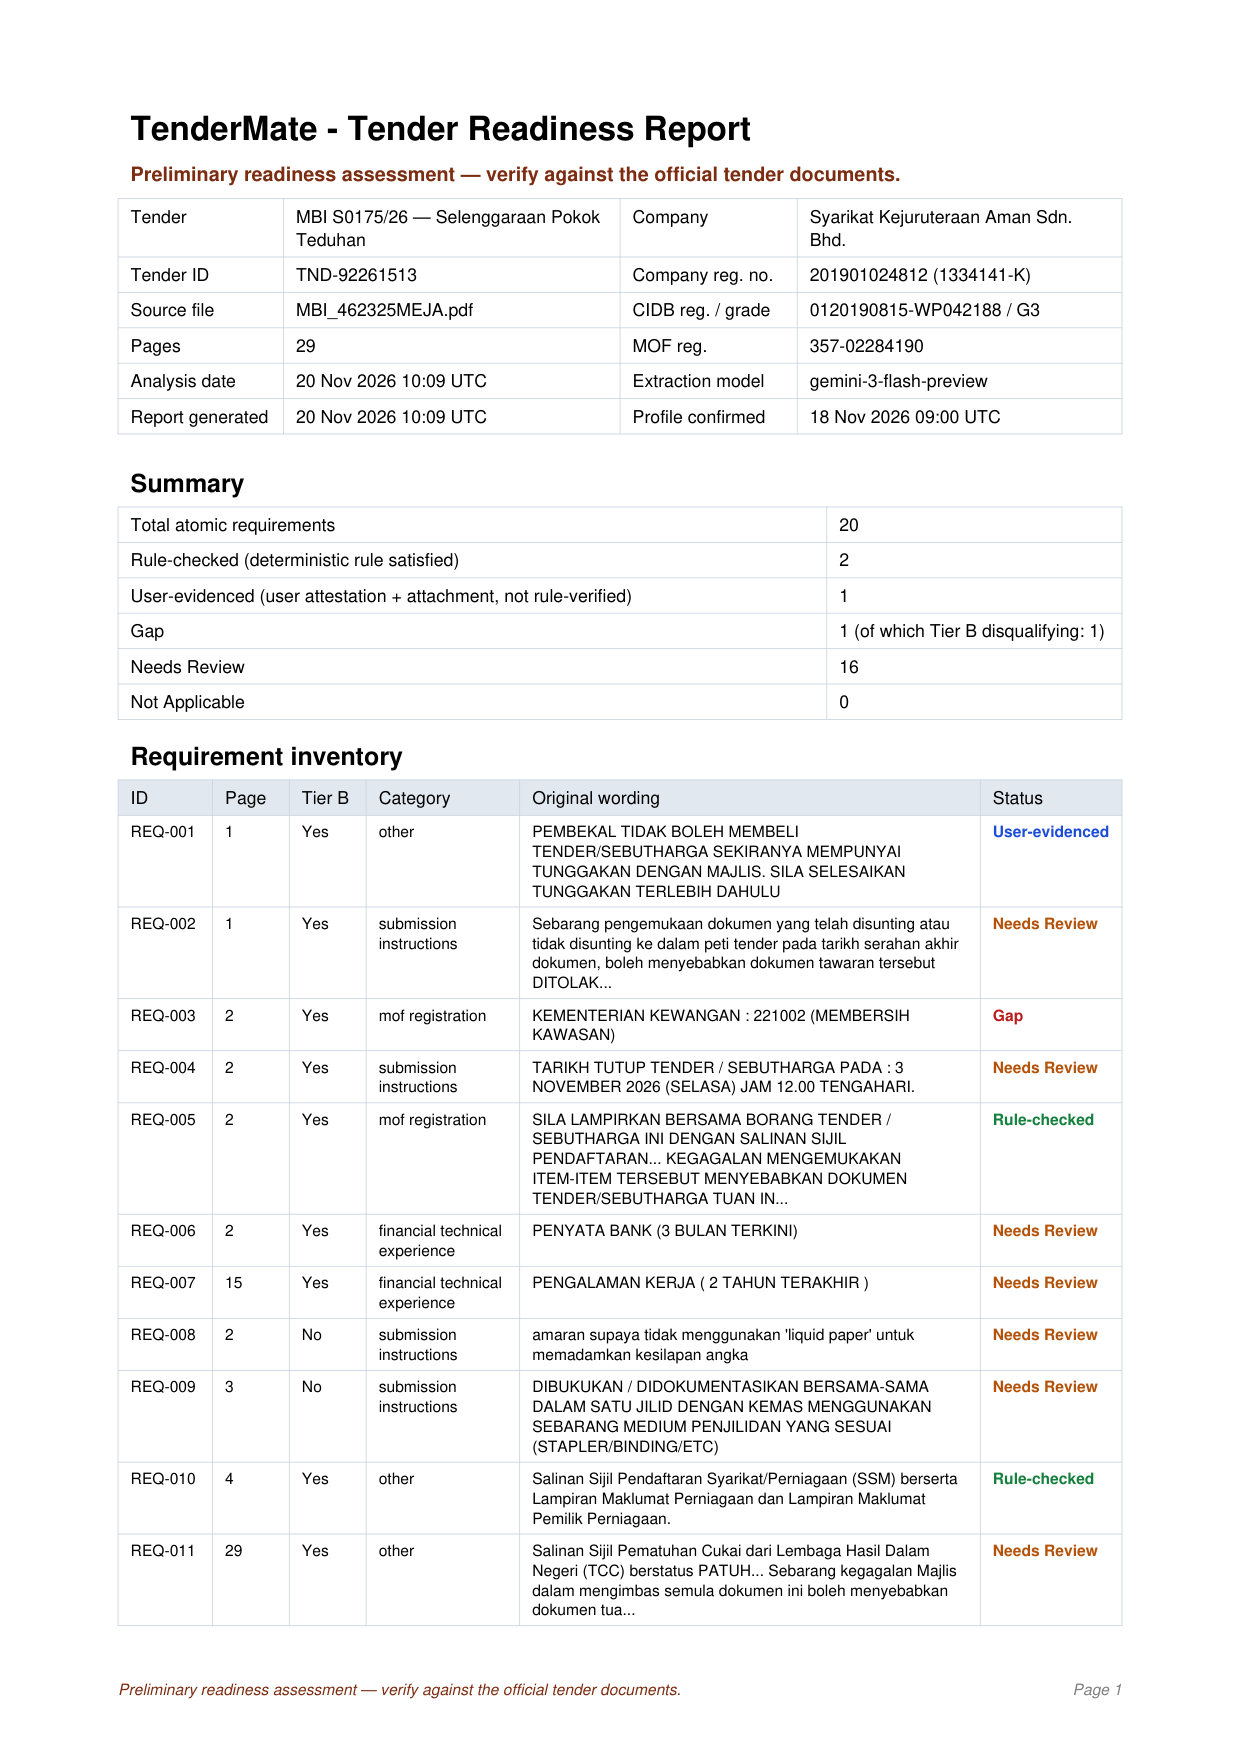 TenderMate - Tender Readiness Report
Preliminary readiness assessment — verify against the official tender documents.
Tender MBI S0175/26 — Selenggaraan Pokok Company Syarikat Kejuruteraan Aman Sdn.
Teduhan Bhd.
Tender ID TND-92261513 Company reg. no. 201901024812 (1334141-K)
Source file MBI_462325MEJA.pdf CIDB reg. / grade 0120190815-WP042188 / G3
Pages 29 MOF reg. 357-02284190
Analysis date 20 Nov 2026 10:09 UTC Extraction model gemini-3-flash-preview
Report generated 20 Nov 2026 10:09 UTC Profile confirmed 18 Nov 2026 09:00 UTC
Summary
Total atomic requirements 20
Rule-checked (deterministic rule satisfied) 2
User-evidenced (user attestation + attachment, not rule-verified) 1
Gap 1 (of which Tier B disqualifying: 1)
Needs Review 16
Not Applicable 0
Requirement inventory
ID Page Tier B Category Original wording Status
REQ-001 1 Yes other PEMBEKAL TIDAK BOLEH MEMBELI User-evidenced
TENDER/SEBUTHARGA SEKIRANYA MEMPUNYAI
TUNGGAKAN DENGAN MAJLIS. SILA SELESAIKAN
TUNGGAKAN TERLEBIH DAHULU
REQ-002 1 Yes submission Sebarang pengemukaan dokumen yang telah disunting atau Needs Review
instructions tidak disunting ke dalam peti tender pada tarikh serahan akhir
dokumen, boleh menyebabkan dokumen tawaran tersebut
DITOLAK...
REQ-003 2 Yes mof registration KEMENTERIAN KEWANGAN : 221002 (MEMBERSIH Gap
KAWASAN)
REQ-004 2 Yes submission TARIKH TUTUP TENDER / SEBUTHARGA PADA : 3 Needs Review
instructions NOVEMBER 2026 (SELASA) JAM 12.00 TENGAHARI.
REQ-005 2 Yes mof registration SILA LAMPIRKAN BERSAMA BORANG TENDER / Rule-checked
SEBUTHARGA INI DENGAN SALINAN SIJIL
PENDAFTARAN... KEGAGALAN MENGEMUKAKAN
ITEM-ITEM TERSEBUT MENYEBABKAN DOKUMEN
TENDER/SEBUTHARGA TUAN IN...
REQ-006 2 Yes financial technical PENYATA BANK (3 BULAN TERKINI) Needs Review
experience
REQ-007 15 Yes financial technical PENGALAMAN KERJA ( 2 TAHUN TERAKHIR ) Needs Review
experience
REQ-008 2 No submission amaran supaya tidak menggunakan 'liquid paper' untuk Needs Review
instructions memadamkan kesilapan angka
REQ-009 3 No submission DIBUKUKAN / DIDOKUMENTASIKAN BERSAMA-SAMA Needs Review
instructions DALAM SATU JILID DENGAN KEMAS MENGGUNAKAN
SEBARANG MEDIUM PENJILIDAN YANG SESUAI
(STAPLER/BINDING/ETC)
REQ-010 4 Yes other Salinan Sijil Pendaftaran Syarikat/Perniagaan (SSM) berserta Rule-checked
Lampiran Maklumat Perniagaan dan Lampiran Maklumat
Pemilik Perniagaan.
REQ-011 29 Yes other Salinan Sijil Pematuhan Cukai dari Lembaga Hasil Dalam Needs Review
Negeri (TCC) berstatus PATUH... Sebarang kegagalan Majlis
dalam mengimbas semula dokumen ini boleh menyebabkan
dokumen tua...
Preliminary readiness assessment — verify against the official tender documents. Page 1